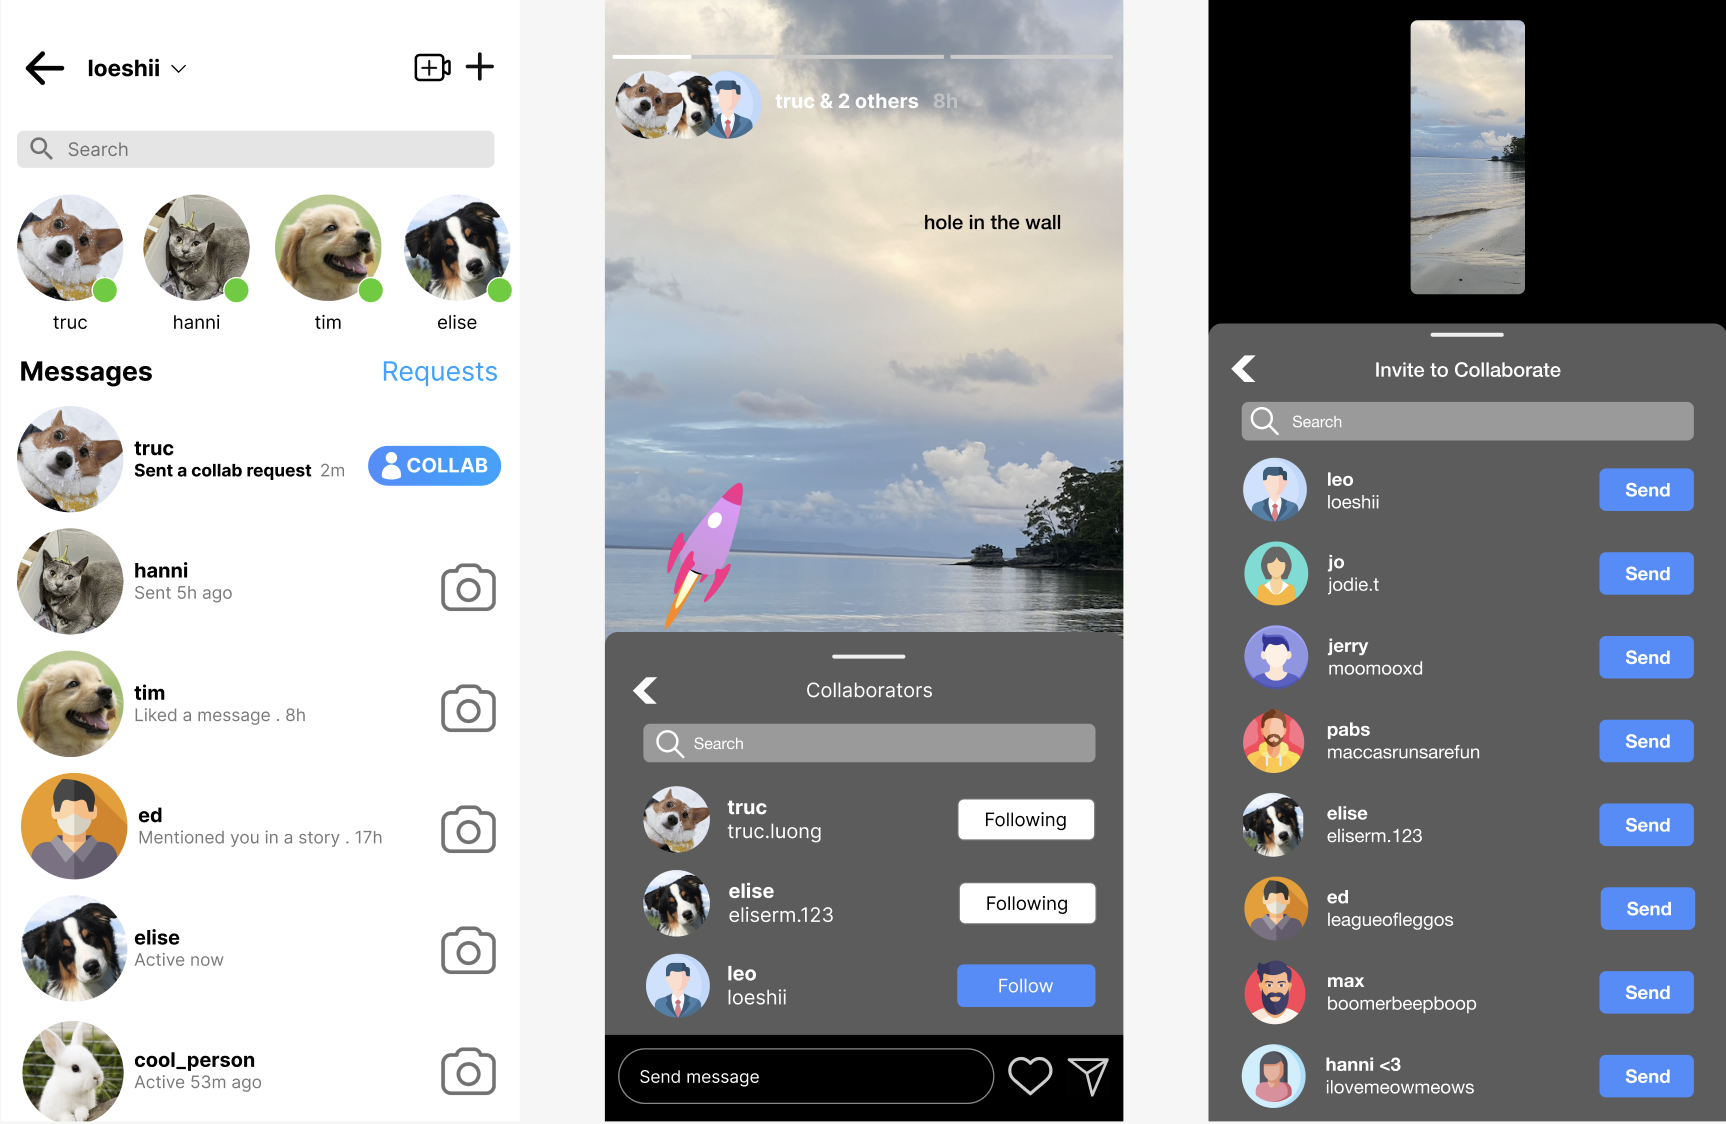 loeshii
Search
truc
hanni
tim
elise
Messages
Requests
truc
Sent a collab request 2m
COLLAB
hanni
Sent 5h ago
tim
Liked a message . 8h
ed
Mentioned you in a story . 17h
elise
Active now
cool_person
Active 53m ago
truc & 2 others 8h
hole in the wall
Collaborators
Search
truc
truc.luong
Following
elise
eliserm.123
Following
leo
loeshii
Follow
Send message
Invite to Collaborate
Search
leo
loeshii
Send
jo
jodie.t
Send
jerry
moomooxd
Send
pabs
maccasrunsarefun
Send
elise
eliserm.123
Send
ed
leagueofleggos
Send
max
boomerbeepboop
Send
hanni <3
ilovemeowmeows
Send